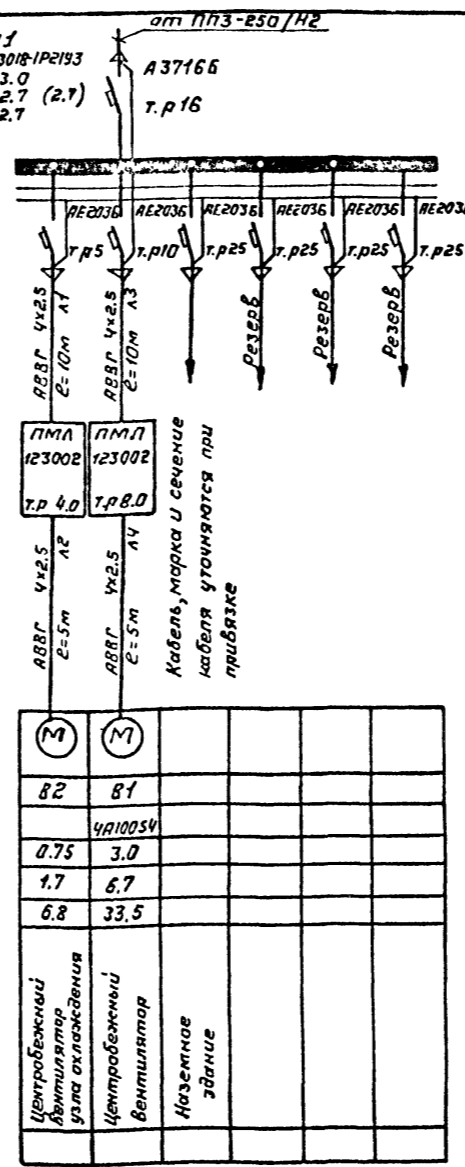 от ПП3-250/Н2
1
3018-1Р2193
3.0
2.7 (2.7)
2.7
А3716Б
т.р16
АЕ2036 АЕ2036 АЕ2036 АЕ2036 АЕ2036 АЕ2036
т.р5 т.р10 т.р25 т.р25 т.р25 т.р25
АВВГ 4х2.5 л1
ℓ=10м
АВВГ 4х2.5 л3
ℓ=10м
Резерв
Резерв
Резерв
ПМЛ
123002
т.р 4.0
ПМЛ
123002
т.р 8.0
АВВГ 4х2.5 л2
ℓ=5м
АВВГ 4х2.5 л4
ℓ=5м
Кабель, марка и сечение
кабеля уточняются при
привязке
М М
В2 В1
4А100S4
0.75 3.0
1.7 6.7
6.8 33.5
Центробежный
вентилятор
узла охлаждения
Центробежный
вентилятор
Наземное
здание